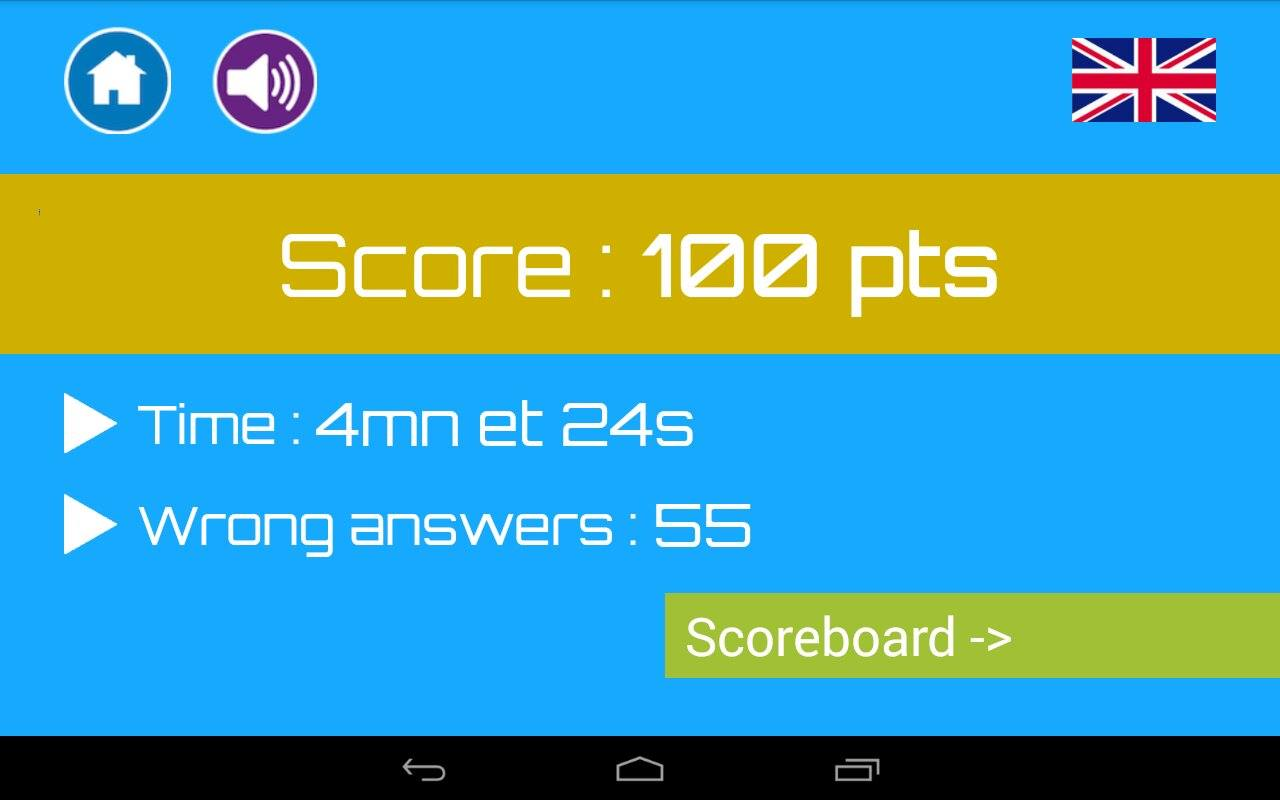 Score : 100 pts
Time : 4mn et 24s
Wrong answers : 55
Scoreboard ->